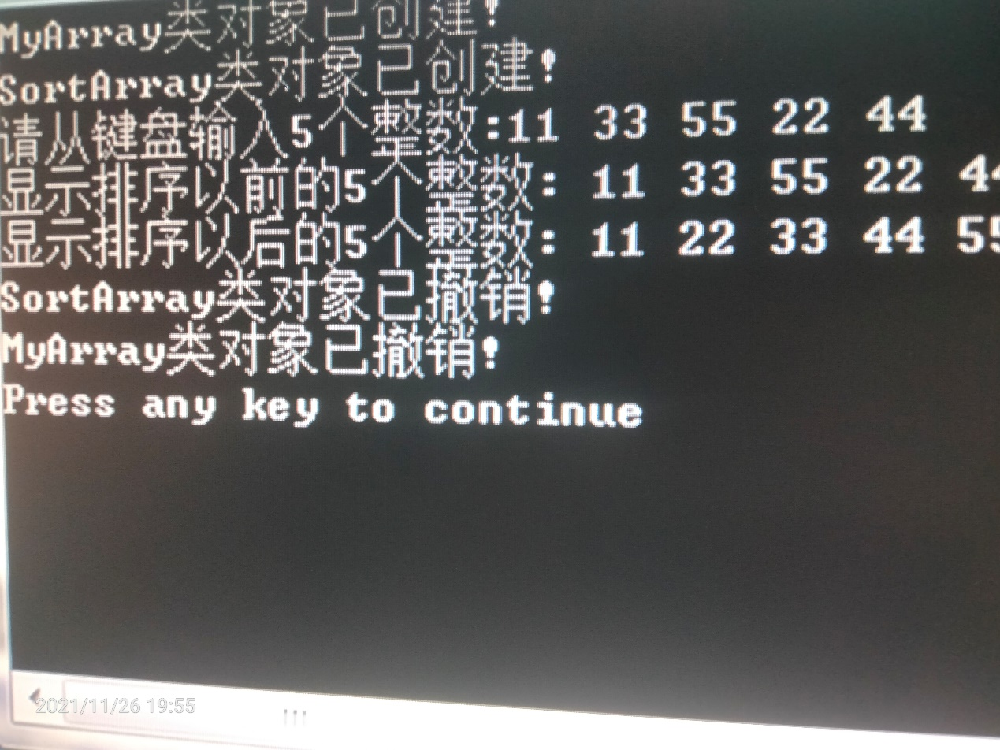 MyArray类对象已创建!
SortArray类对象已创建!
请从键盘输入5个整数:11 33 55 22 44
显示排序以前的5个整数: 11 33 55 22 44
显示排序以后的5个整数: 11 22 33 44 55
SortArray类对象已撤销!
MyArray类对象已撤销!
Press any key to continue
2021/11/26 19:55